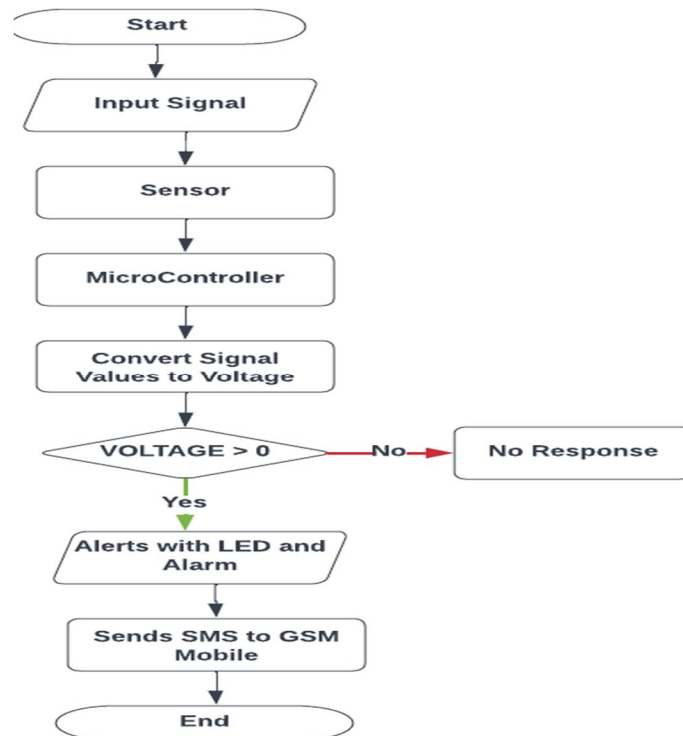 Start
Input Signal
Sensor
MicroController
Convert Signal
Values to Voltage
VOLTAGE > 0
No
No Response
Yes
Alerts with LED and
Alarm
Sends SMS to GSM
Mobile
End